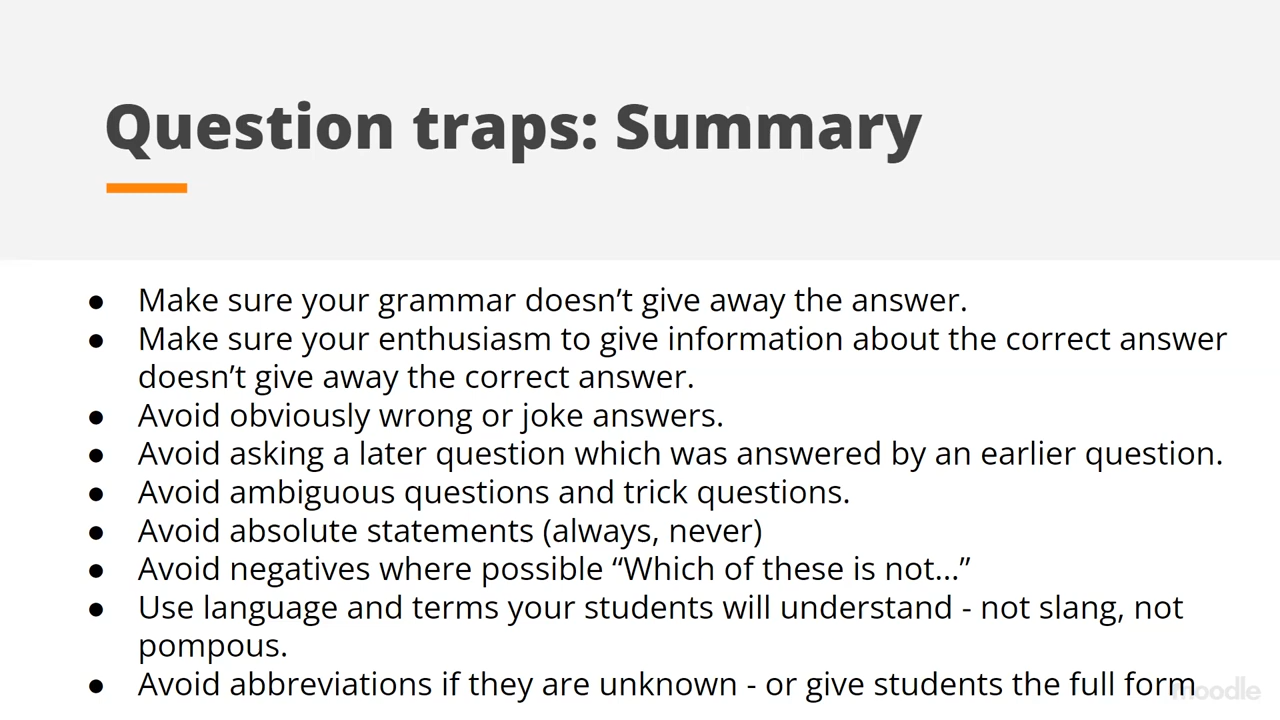 Question traps: Summary
● Make sure your grammar doesn’t give away the answer.
● Make sure your enthusiasm to give information about the correct answer
doesn’t give away the correct answer.
● Avoid obviously wrong or joke answers.
● Avoid asking a later question which was answered by an earlier question.
● Avoid ambiguous questions and trick questions.
● Avoid absolute statements (always, never)
● Avoid negatives where possible “Which of these is not...”
● Use language and terms your students will understand - not slang, not
pompous.
● Avoid abbreviations if they are unknown - or give students the full form
moodle